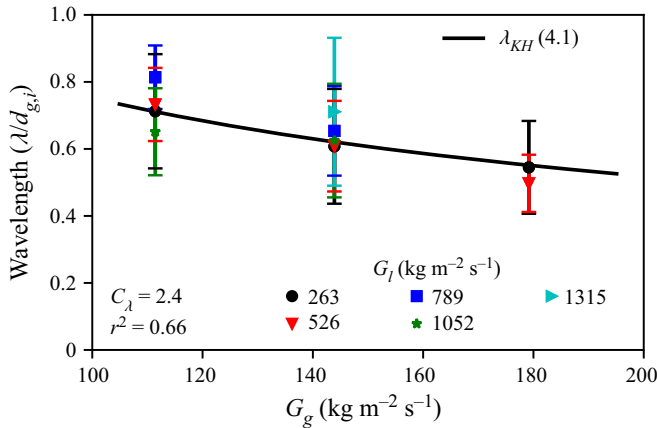 1.0
λ_KH (4.1)
0.8
0.6
0.4
0.2
0
Wavelength (λ/d_g,i)
G_l (kg m⁻² s⁻¹)
C_λ = 2.4
263
789
1315
r² = 0.66
526
1052
100
120
140
160
180
200
G_g (kg m⁻² s⁻¹)